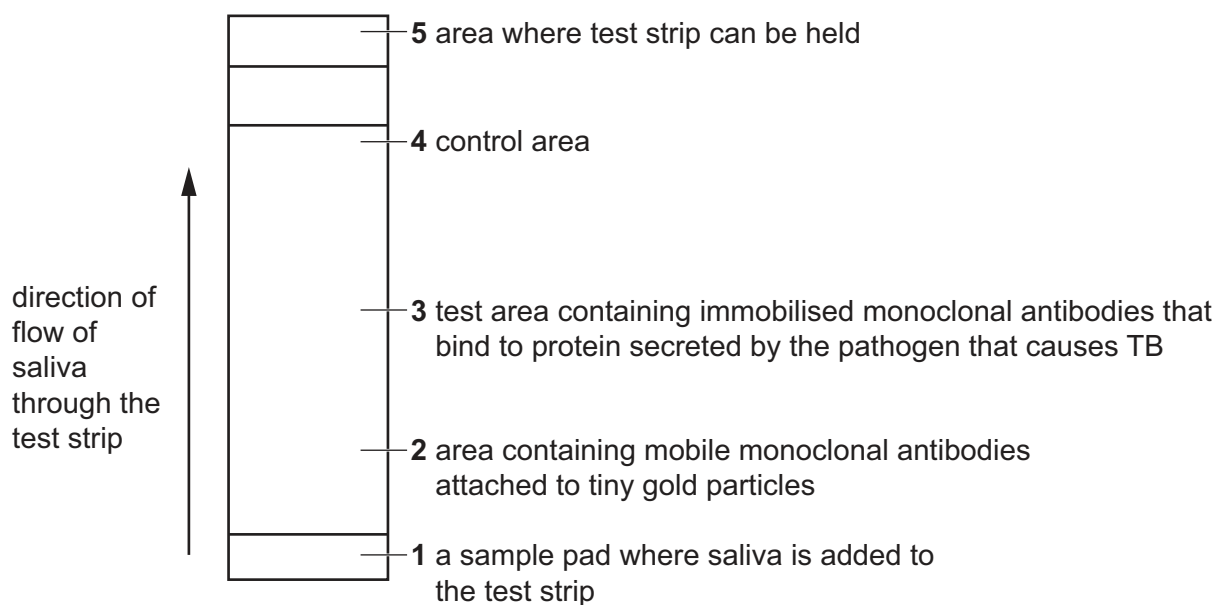 5 area where test strip can be held
4 control area
direction of
flow of
saliva
through the
test strip
3 test area containing immobilised monoclonal antibodies that
bind to protein secreted by the pathogen that causes TB
2 area containing mobile monoclonal antibodies
attached to tiny gold particles
1 a sample pad where saliva is added to
the test strip